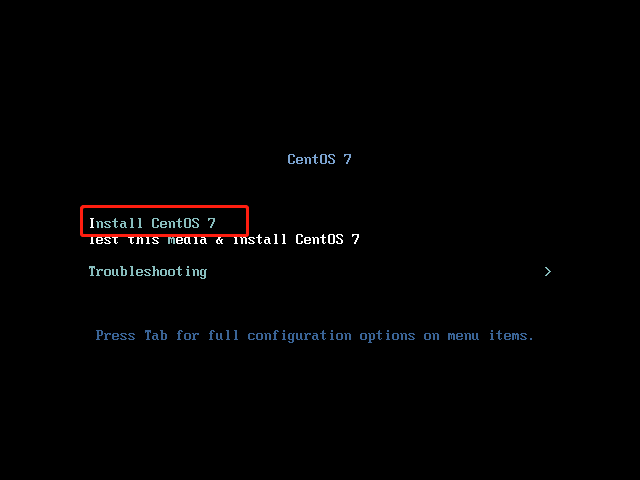 CentOS 7
Install CentOS 7
Test this media & install CentOS 7
Troubleshooting >
Press Tab for full configuration options on menu items.